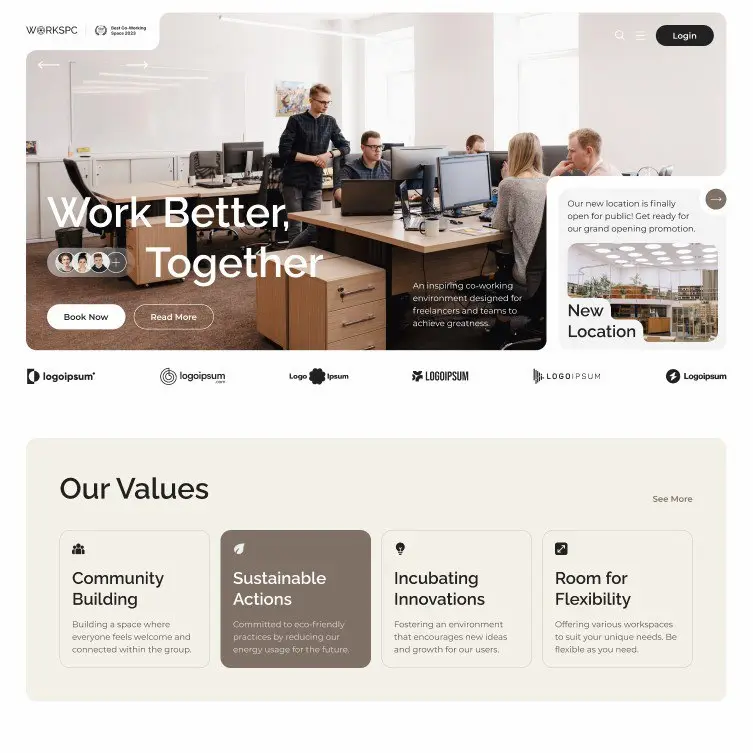 WORKSPC
Best Co-Working
Space 2023
Login
Work Better,
Together
Book Now
Read More
An inspiring co-working
environment designed for
freelancers and teams to
achieve greatness.
Our new location is finally
open for public! Get ready for
our grand opening promotion.
New
Location
logoipsum®
logoipsum
.com
Logo Ipsum
LOGOIPSUM
LOGOIPSUM
Logoipsum
Our Values
See More
Community
Building
Building a space where
everyone feels welcome and
connected within the group.
Sustainable
Actions
Committed to eco-friendly
practices by reducing our
energy usage for the future.
Incubating
Innovations
Fostering an environment
that encourages new ideas
and growth for our users.
Room for
Flexibility
Offering various workspaces
to suit your unique needs. Be
flexible as you need.